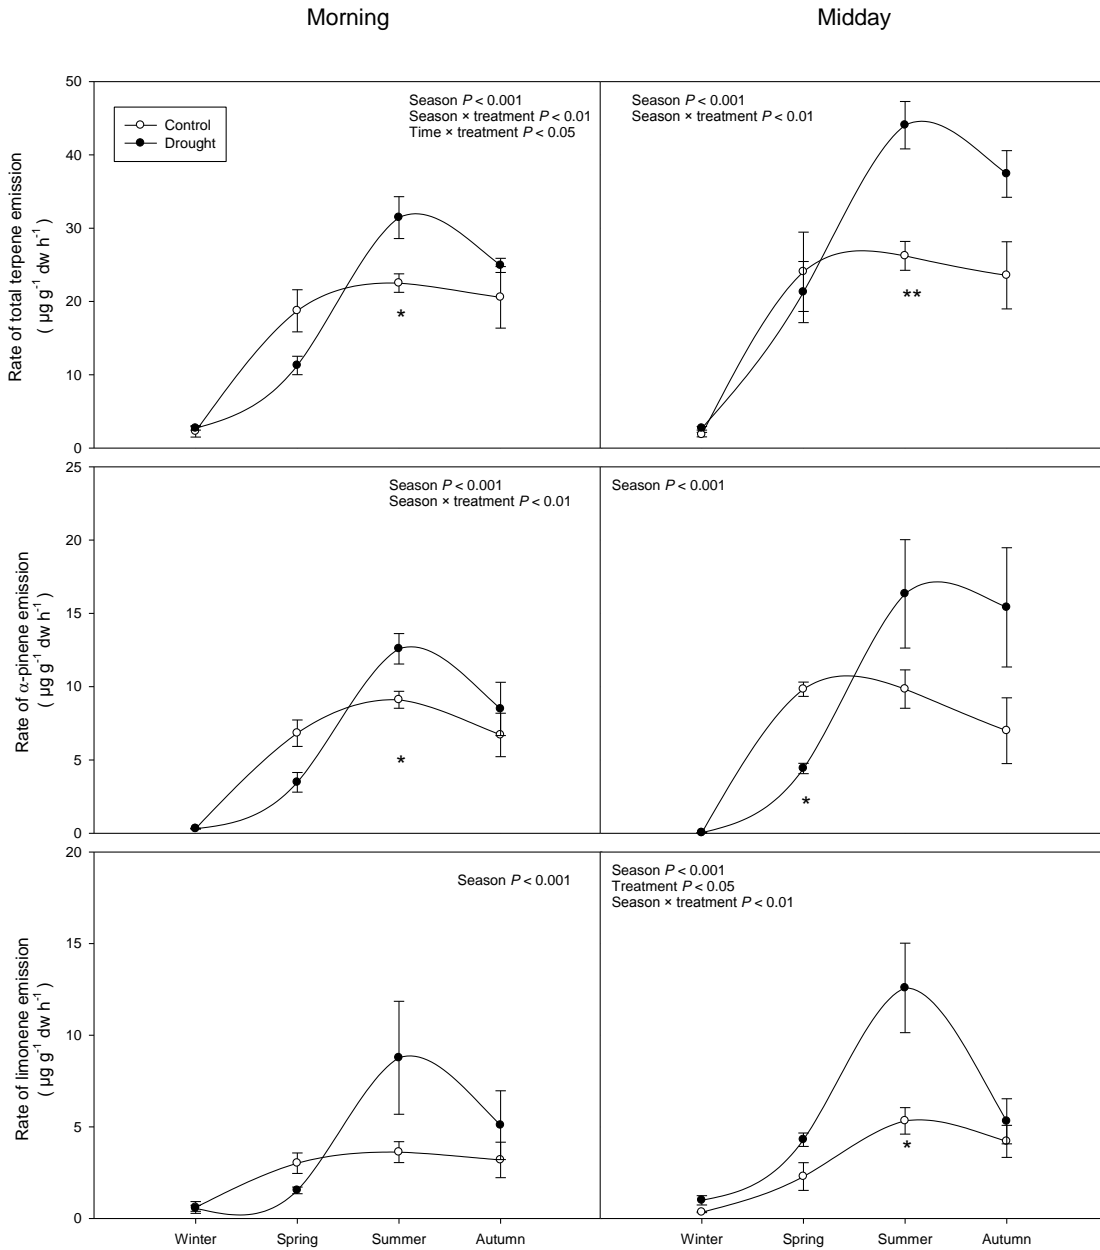 Morning
Midday
Rate of total terpene emission
( µg g⁻¹ dw h⁻¹ )
50
40
30
20
10
0
Control
Drought
Season P < 0.001
Season × treatment P < 0.01
Time × treatment P < 0.05
*
Season P < 0.001
Season × treatment P < 0.01
**
Rate of α-pinene emission
( µg g⁻¹ dw h⁻¹ )
25
20
15
10
5
0
Season P < 0.001
Season × treatment P < 0.01
*
Season P < 0.001
*
Rate of limonene emission
( µg g⁻¹ dw h⁻¹ )
20
15
10
5
0
Season P < 0.001
Season P < 0.001
Treatment P < 0.05
Season × treatment P < 0.01
*
Winter Spring Summer Autumn
Winter Spring Summer Autumn